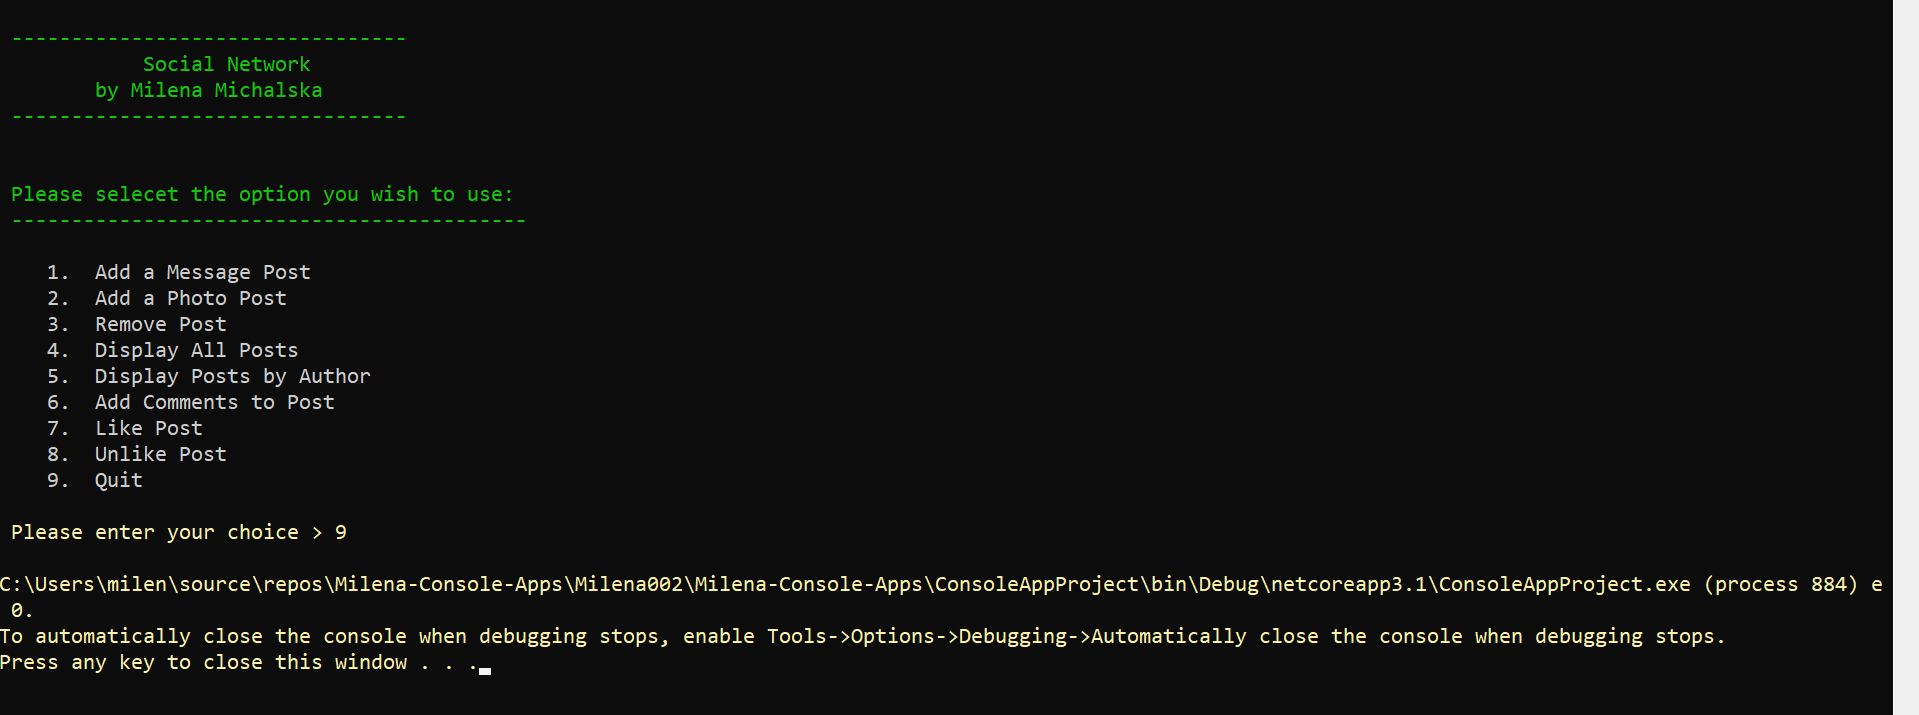 ---------------------------------
Social Network
by Milena Michalska
---------------------------------
Please selecet the option you wish to use:
-------------------------------------------
1. Add a Message Post
2. Add a Photo Post
3. Remove Post
4. Display All Posts
5. Display Posts by Author
6. Add Comments to Post
7. Like Post
8. Unlike Post
9. Quit
Please enter your choice > 9
C:\Users\milen\source\repos\Milena-Console-Apps\Milena002\Milena-Console-Apps\ConsoleAppProject\bin\Debug\netcoreapp3.1\ConsoleAppProject.exe (process 884) e
0.
To automatically close the console when debugging stops, enable Tools->Options->Debugging->Automatically close the console when debugging stops.
Press any key to close this window . . .